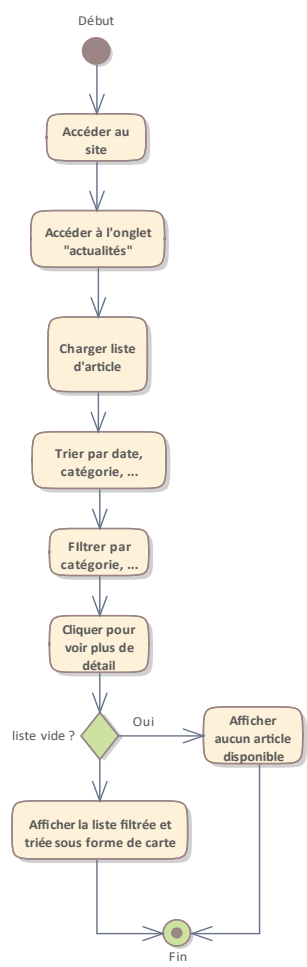 Début
Accéder au
site
Accéder à l'onglet
"actualités"
Charger liste
d'article
Trier par date,
catégorie, ...
FIltrer par
catégorie, ...
Cliquer pour
voir plus de
détail
liste vide ?
Oui
Afficher
aucun article
disponible
Afficher la liste filtrée et
triée sous forme de carte
Fin